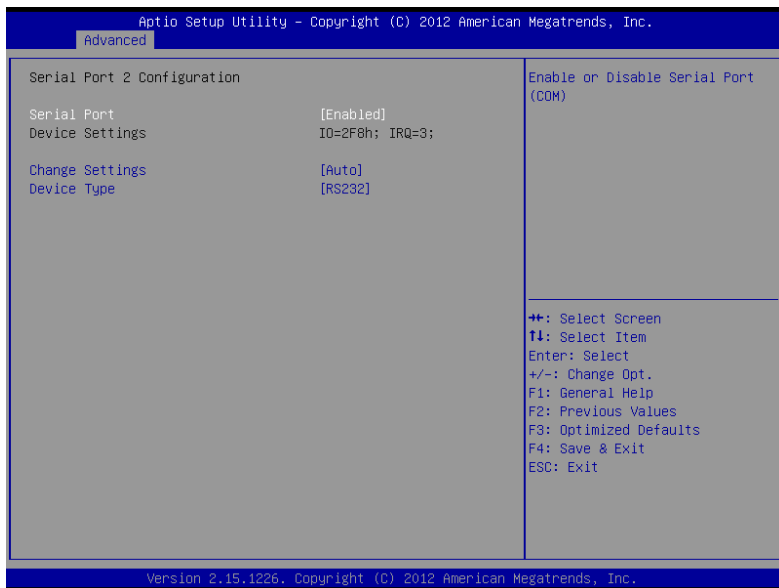 Aptio Setup Utility – Copyright (C) 2012 American Megatrends, Inc.
Advanced
Serial Port 2 Configuration
Serial Port [Enabled]
Device Settings IO=2F8h; IRQ=3;
Change Settings [Auto]
Device Type [RS232]
Enable or Disable Serial Port
(COM)
→←: Select Screen
↑↓: Select Item
Enter: Select
+/-: Change Opt.
F1: General Help
F2: Previous Values
F3: Optimized Defaults
F4: Save & Exit
ESC: Exit
Version 2.15.1226. Copyright (C) 2012 American Megatrends, Inc.